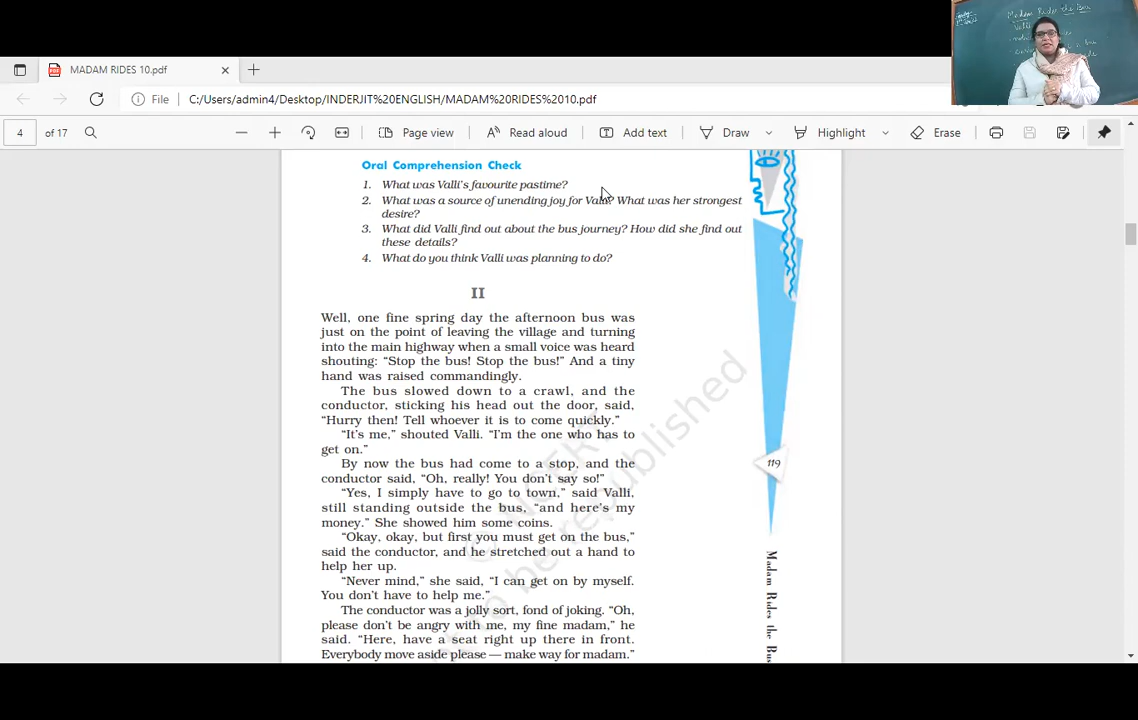 MADAM RIDES 10.pdf
File C:/Users/admin4/Desktop/INDERJIT%20ENGLISH/MADAM%20RIDES%2010.pdf
4 of 17 Page view Read aloud Add text Draw Highlight Erase
Madam Rides the Bus
Oral Comprehension Check
1. What was Valli's favourite pastime?
2. What was a source of unending joy for Valli? What was her strongest
desire?
3. What did Valli find out about the bus journey? How did she find out
these details?
4. What do you think Valli was planning to do?
II
Well, one fine spring day the afternoon bus was
just on the point of leaving the village and turning
into the main highway when a small voice was heard
shouting: “Stop the bus! Stop the bus!” And a tiny
hand was raised commandingly.
The bus slowed down to a crawl, and the
conductor, sticking his head out the door, said,
“Hurry then! Tell whoever it is to come quickly.”
“It's me,” shouted Valli. “I'm the one who has to
get on.”
By now the bus had come to a stop, and the
conductor said, “Oh, really! You don't say so!”
“Yes, I simply have to go to town,” said Valli,
still standing outside the bus, “and here's my
money.” She showed him some coins.
“Okay, okay, but first you must get on the bus,”
said the conductor, and he stretched out a hand to
help her up.
“Never mind,” she said, “I can get on by myself.
You don't have to help me.”
The conductor was a jolly sort, fond of joking. “Oh,
please don't be angry with me, my fine madam,” he
said. “Here, have a seat right up there in front.
Everybody move aside please — make way for madam.”
119
Madam Rides the Bus
be republished